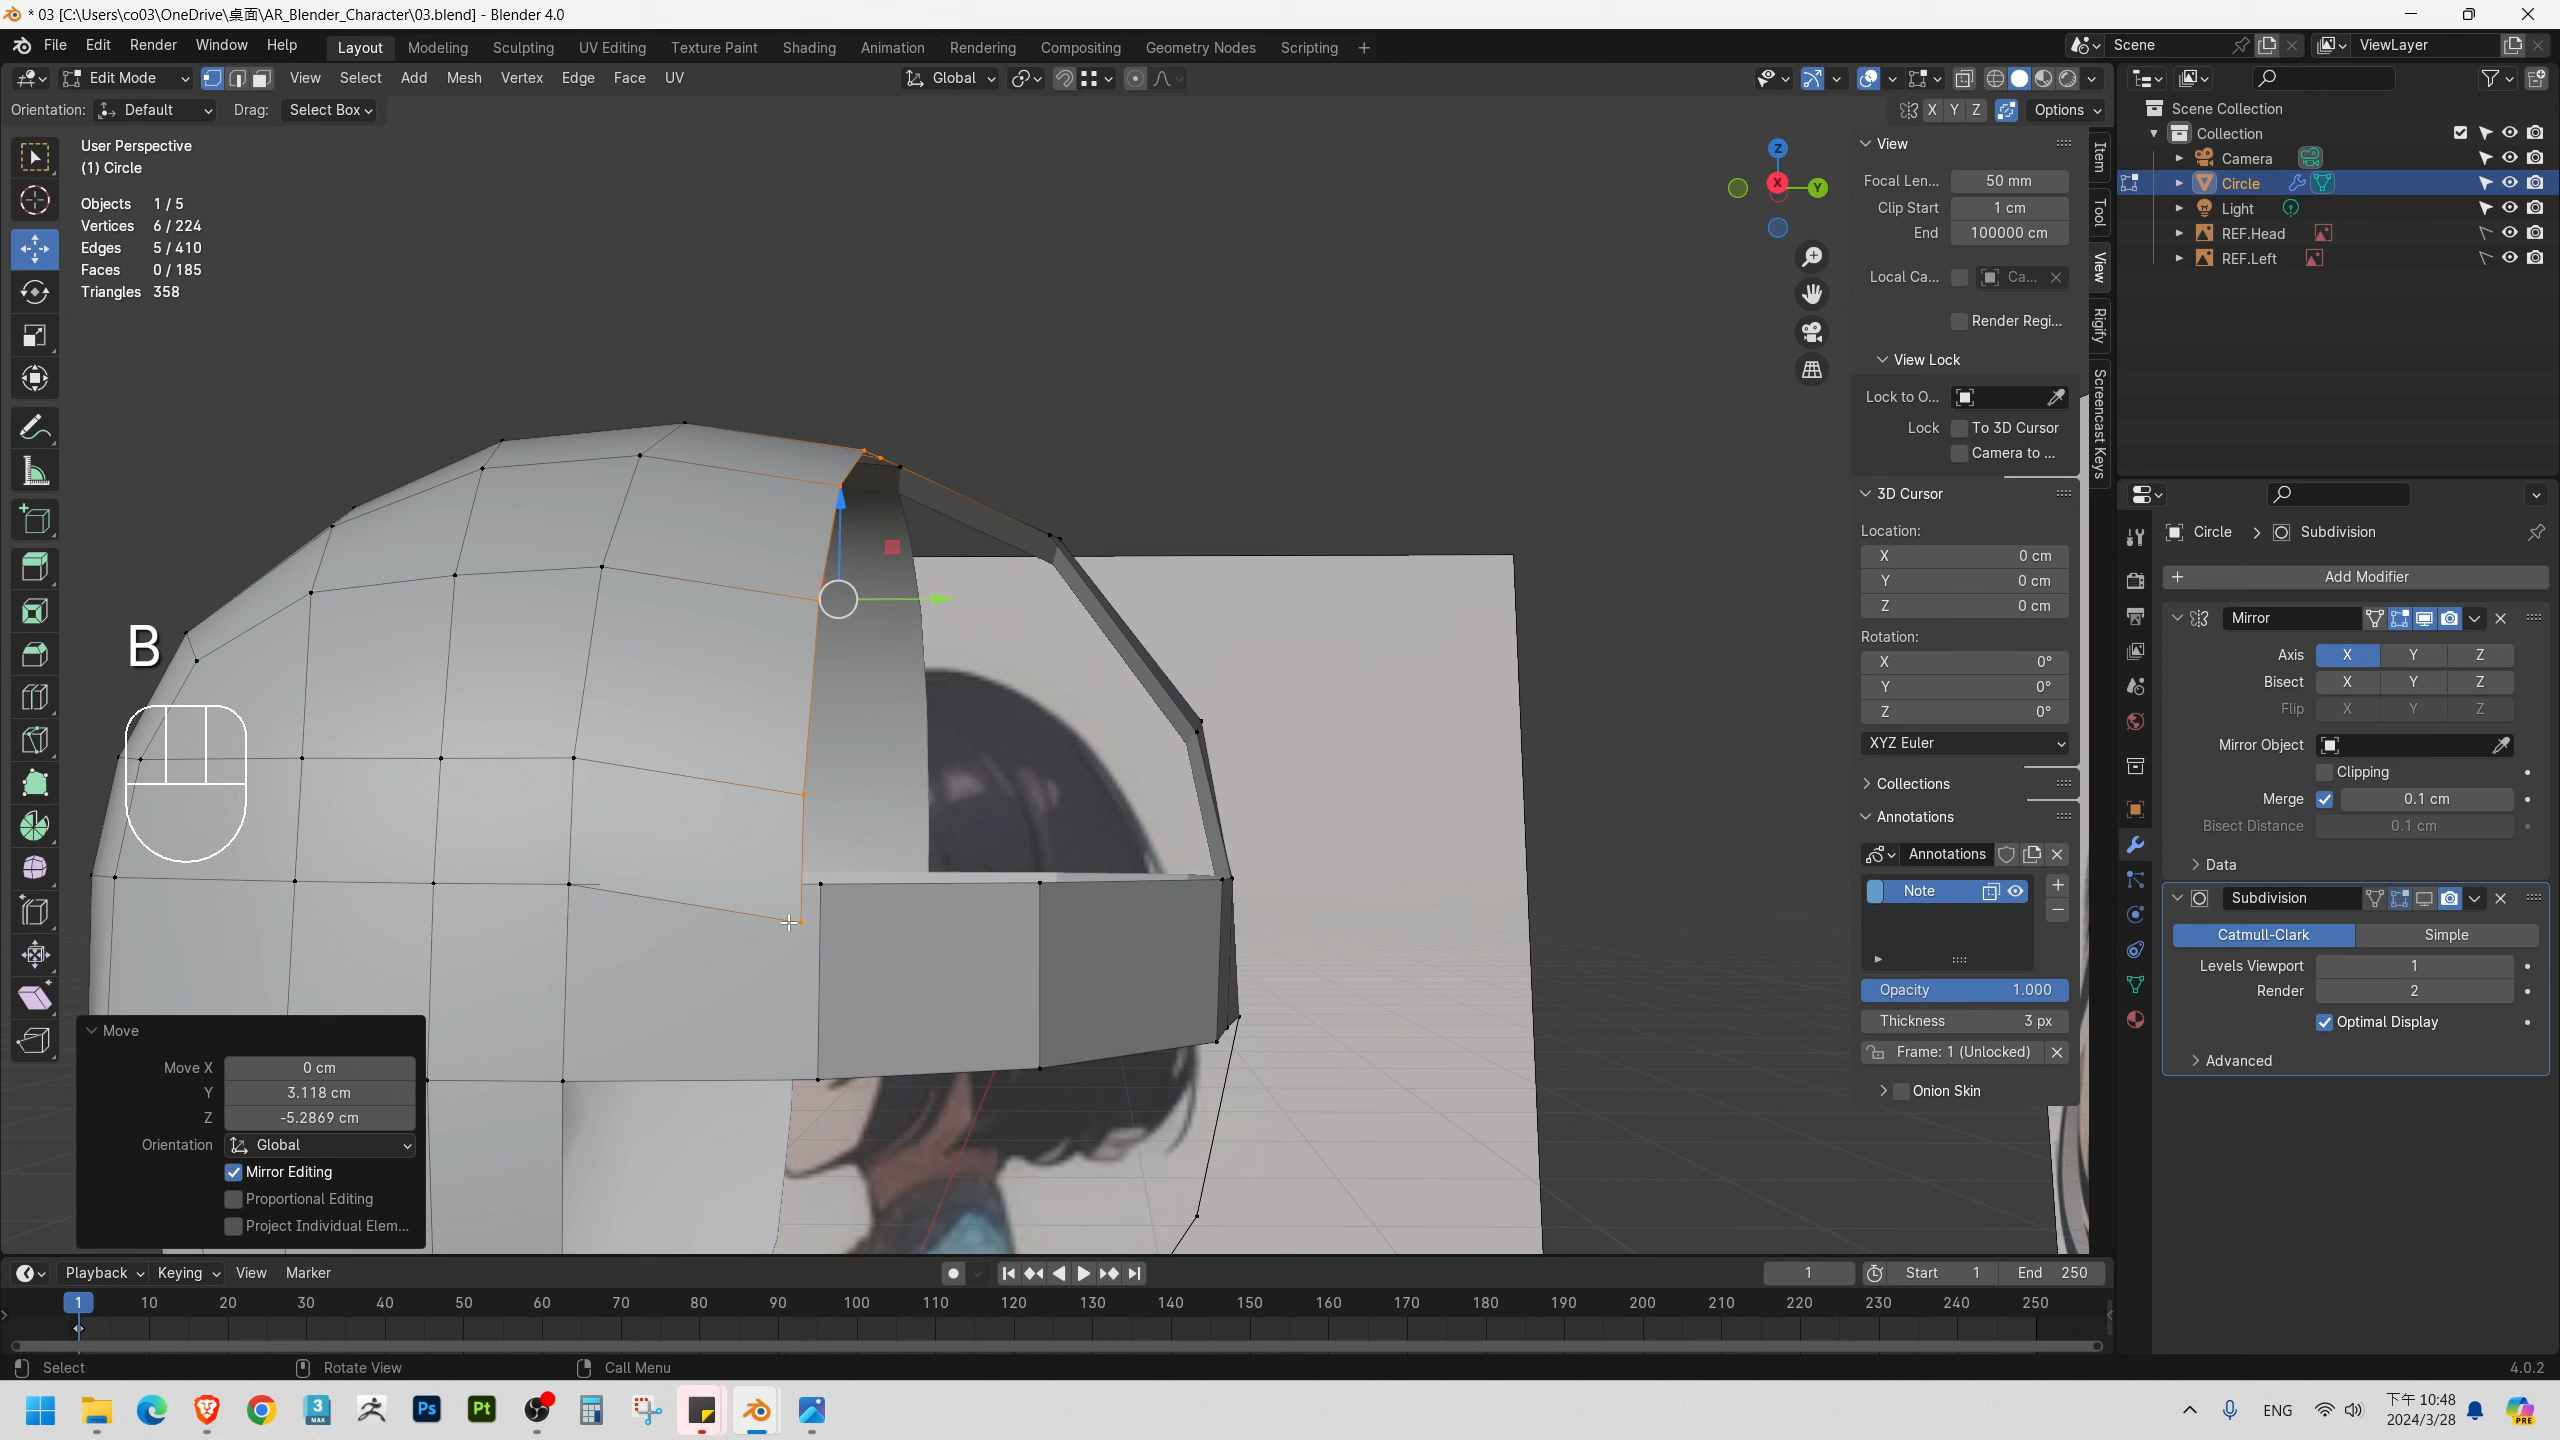 * 03 [C:\Users\co03\OneDrive\桌面\AR_Blender_Character\03.blend] - Blender 4.0
File Edit Render Window Help Layout Modeling Sculpting UV Editing Texture Paint Shading Animation Rendering Compositing Geometry Nodes Scripting + Scene ViewLayer
Edit Mode View Select Add Mesh Vertex Edge Face UV Global
Orientation: Default Drag: Select Box X Y Z Options
User Perspective
(1) Circle
Objects 1 / 5
Vertices 6 / 224
Edges 5 / 410
Faces 0 / 185
Triangles 358
B
Z
X
Y
Move
Move X 0 cm
Y 3.118 cm
Z -5.2869 cm
Orientation Global
Mirror Editing
Proportional Editing
Project Individual Elem...
View
Focal Len... 50 mm
Clip Start 1 cm
End 100000 cm
Local Ca... Ca...
Render Regi...
View Lock
Lock to O...
Lock To 3D Cursor
Camera to ...
3D Cursor
Location:
X 0 cm
Y 0 cm
Z 0 cm
Rotation:
X 0°
Y 0°
Z 0°
XYZ Euler
Collections
Annotations
Annotations
Note
Opacity 1.000
Thickness 3 px
Frame: 1 (Unlocked)
Onion Skin
Item
Tool
View
Rigify
Screencast Keys
Scene Collection
Collection
Camera
Circle
Light
REF.Head
REF.Left
Circle > Subdivision
+ Add Modifier
Mirror
Axis X Y Z
Bisect X Y Z
Flip X Y Z
Mirror Object
Clipping
Merge 0.1 cm
Bisect Distance 0.1 cm
Data
Subdivision
Catmull-Clark Simple
Levels Viewport 1
Render 2
Optimal Display
Advanced
Playback Keying View Marker 1 Start 1 End 250
1 10 20 30 40 50 60 70 80 90 100 110 120 130 140 150 160 170 180 190 200 210 220 230 240 250
Select Rotate View Call Menu 4.0.2
3 MAX Ps Pt ENG 下午 10:48 PRE
2024/3/28